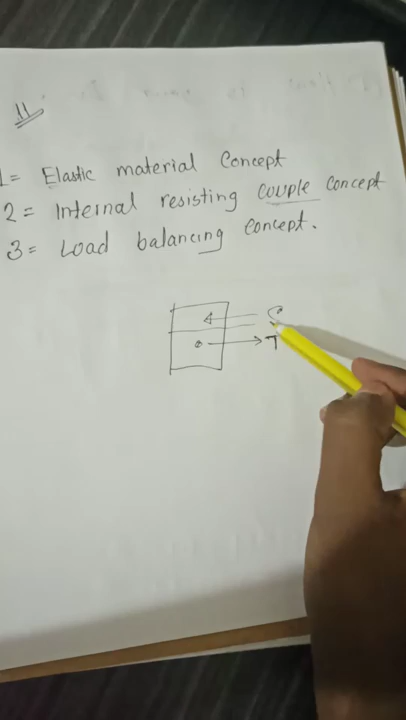 11
1= Elastic material Concept
2= Internal resisting couple concept
3= Load balancing concept.
C
T